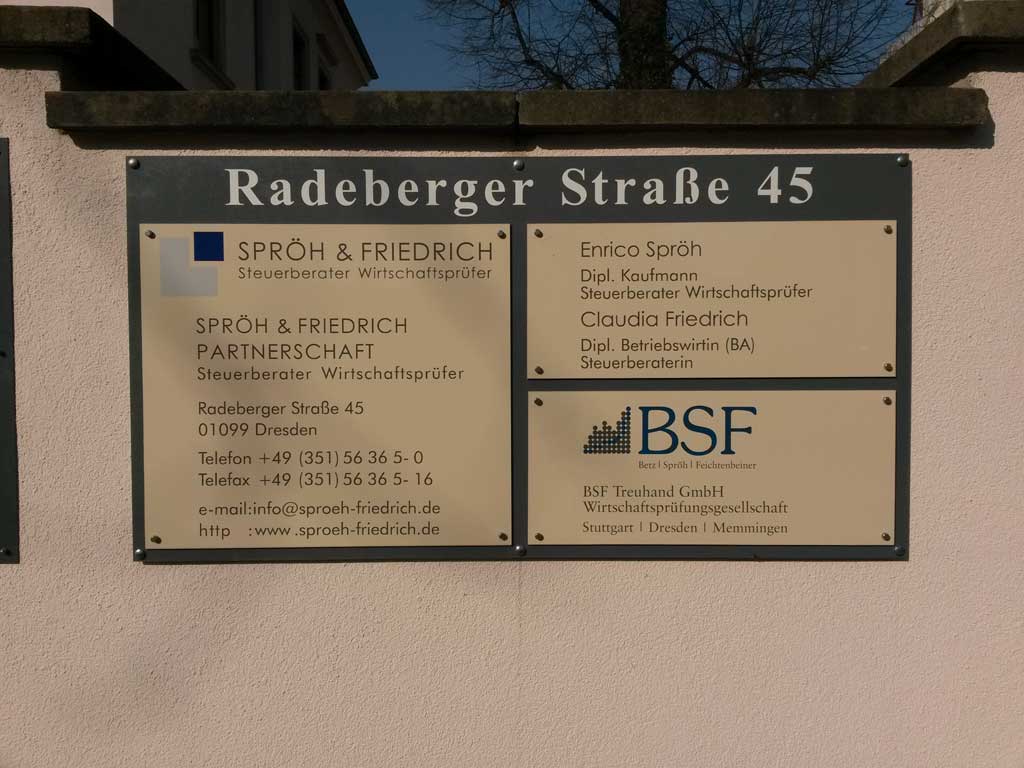 Radeberger Straße 45
SPRÖH & FRIEDRICH
Steuerberater Wirtschaftsprüfer
SPRÖH & FRIEDRICH
PARTNERSCHAFT
Steuerberater Wirtschaftsprüfer
Radeberger Straße 45
01099 Dresden
Telefon +49 (351) 56 36 5- 0
Telefax +49 (351) 56 36 5- 16
e-mail:info@sproeh-friedrich.de
http :www.sproeh-friedrich.de
Enrico Spröh
Dipl. Kaufmann
Steuerberater Wirtschaftsprüfer
Claudia Friedrich
Dipl. Betriebswirtin (BA)
Steuerberaterin
BSF
Betz | Spröh | Feichtenbeiner
BSF Treuhand GmbH
Wirtschaftsprüfungsgesellschaft
Stuttgart | Dresden | Memmingen